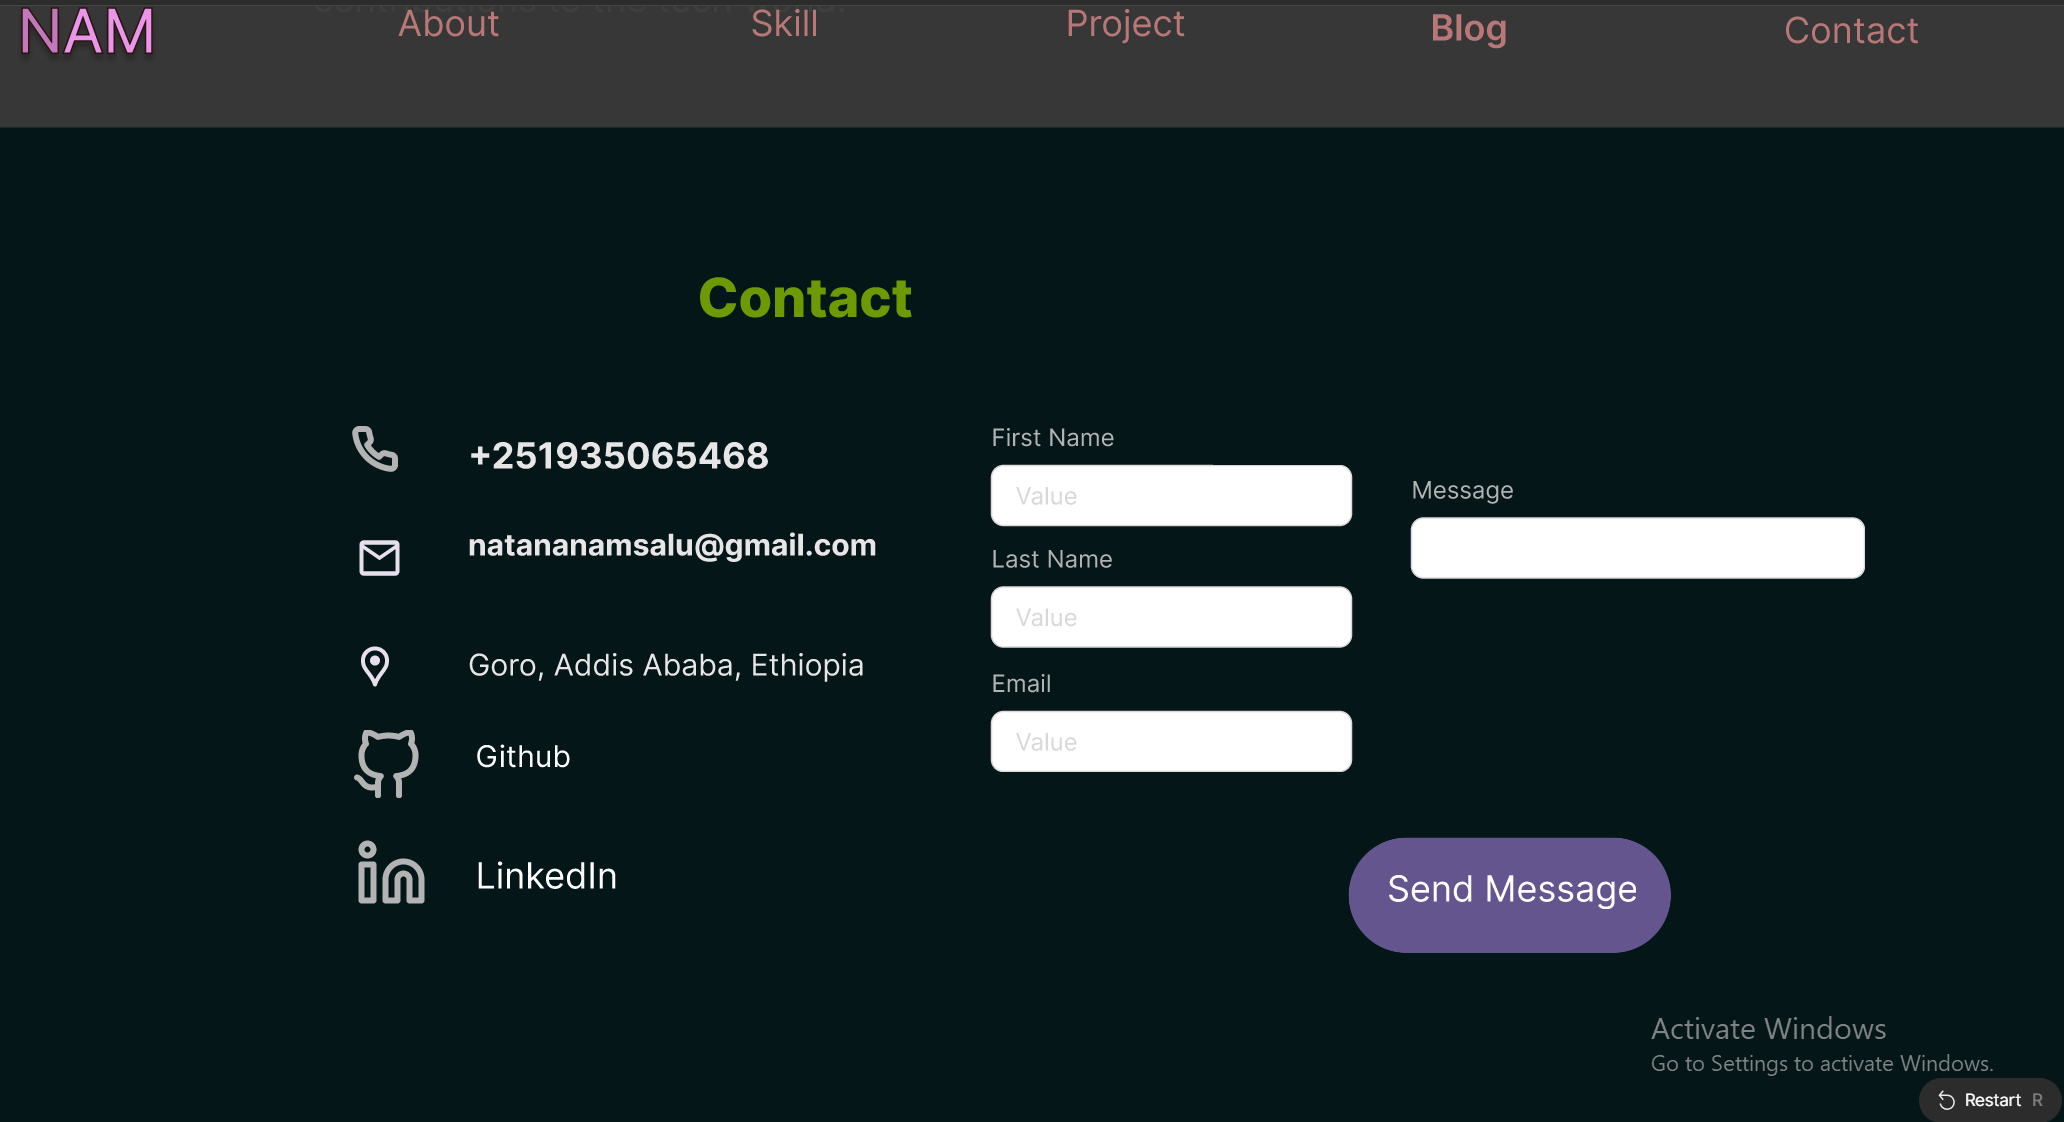 NAM
About
Skill
Project
Blog
Contact
Contact
+251935065468
natananamsalu@gmail.com
Goro, Addis Ababa, Ethiopia
Github
LinkedIn
First Name
Value
Last Name
Value
Email
Value
Message
Send Message
Activate Windows
Go to Settings to activate Windows.
Restart R